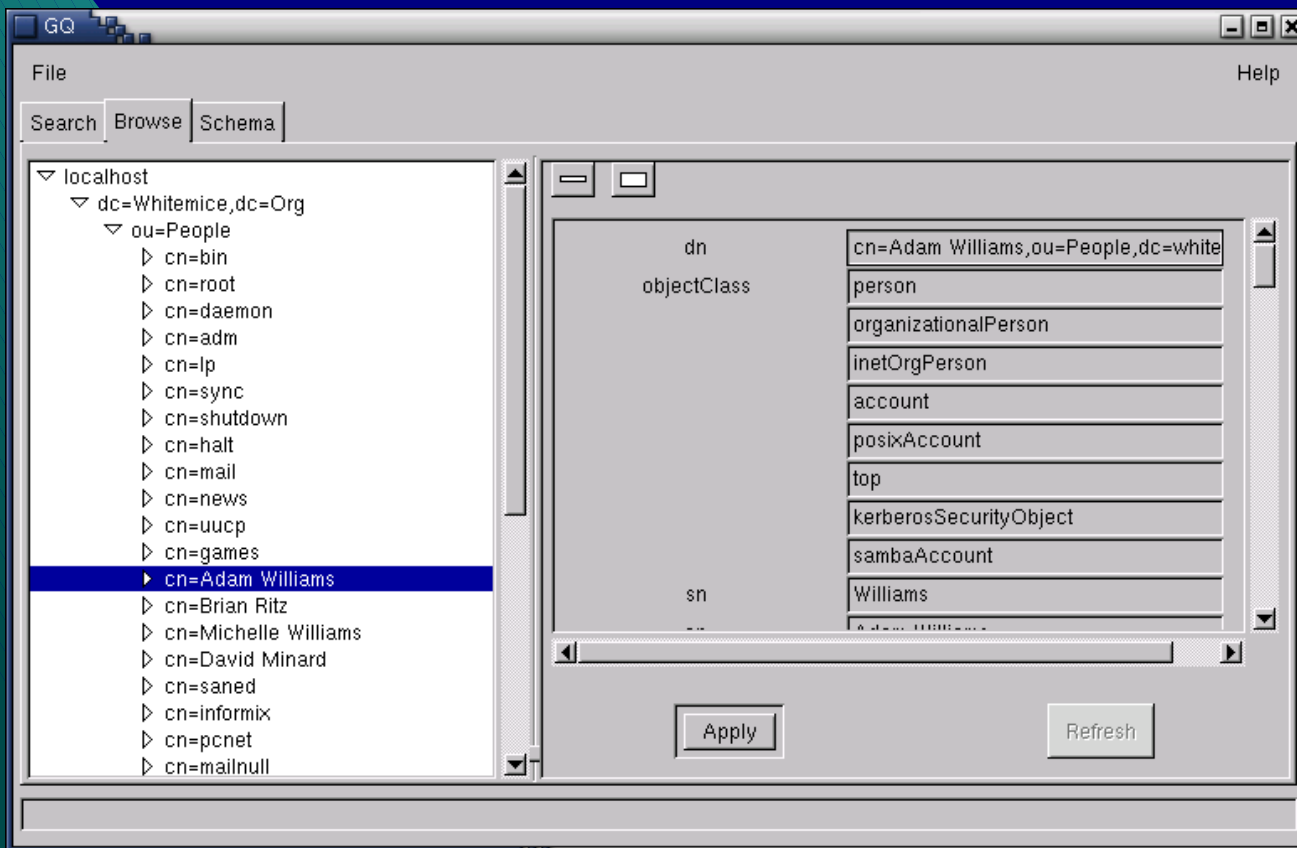 GQ
File
Help
Search
Browse
Schema
localhost
dc=Whitemice,dc=Org
ou=People
cn=bin
cn=root
cn=daemon
cn=adm
cn=lp
cn=sync
cn=shutdown
cn=halt
cn=mail
cn=news
cn=uucp
cn=games
cn=Adam Williams
cn=Brian Ritz
cn=Michelle Williams
cn=David Minard
cn=saned
cn=informix
cn=pcnet
cn=mailnull
dn
cn=Adam Williams,ou=People,dc=white
objectClass
person
organizationalPerson
inetOrgPerson
account
posixAccount
top
kerberosSecurityObject
sambaAccount
sn
Williams
Adam Williams
Apply
Refresh